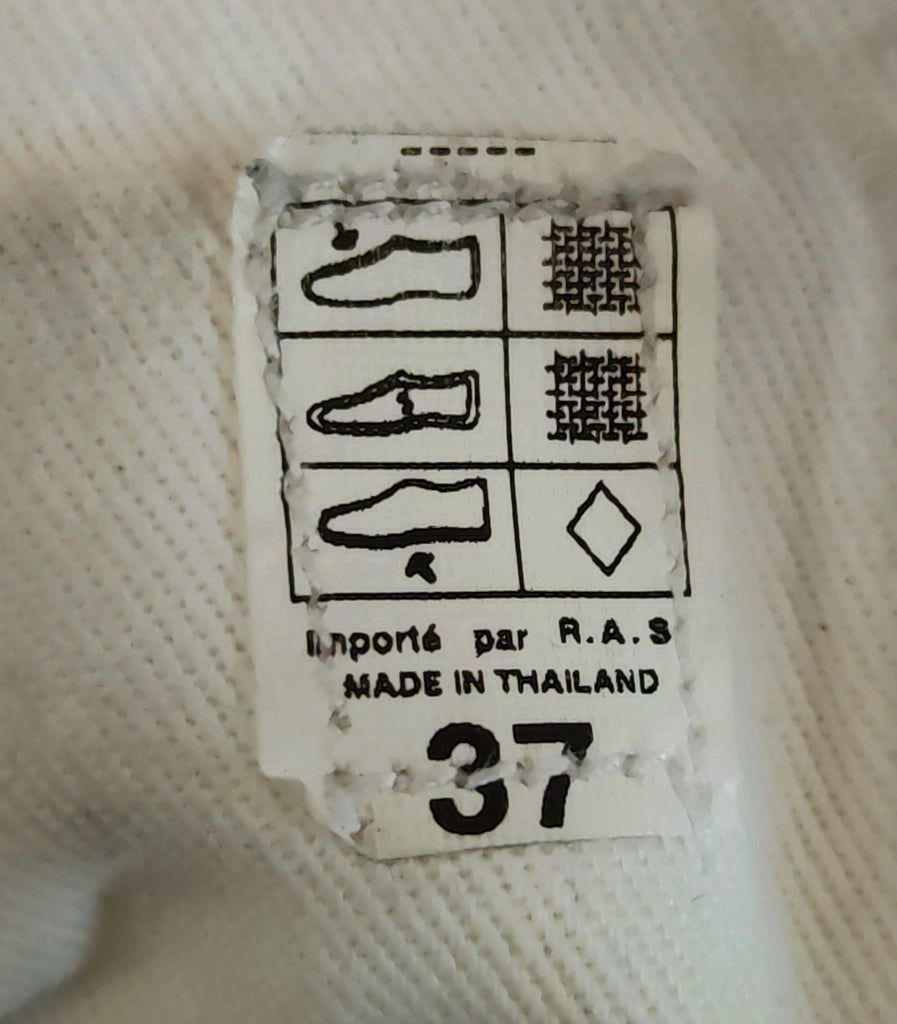 Importé par R.A.S
MADE IN THAILAND
37